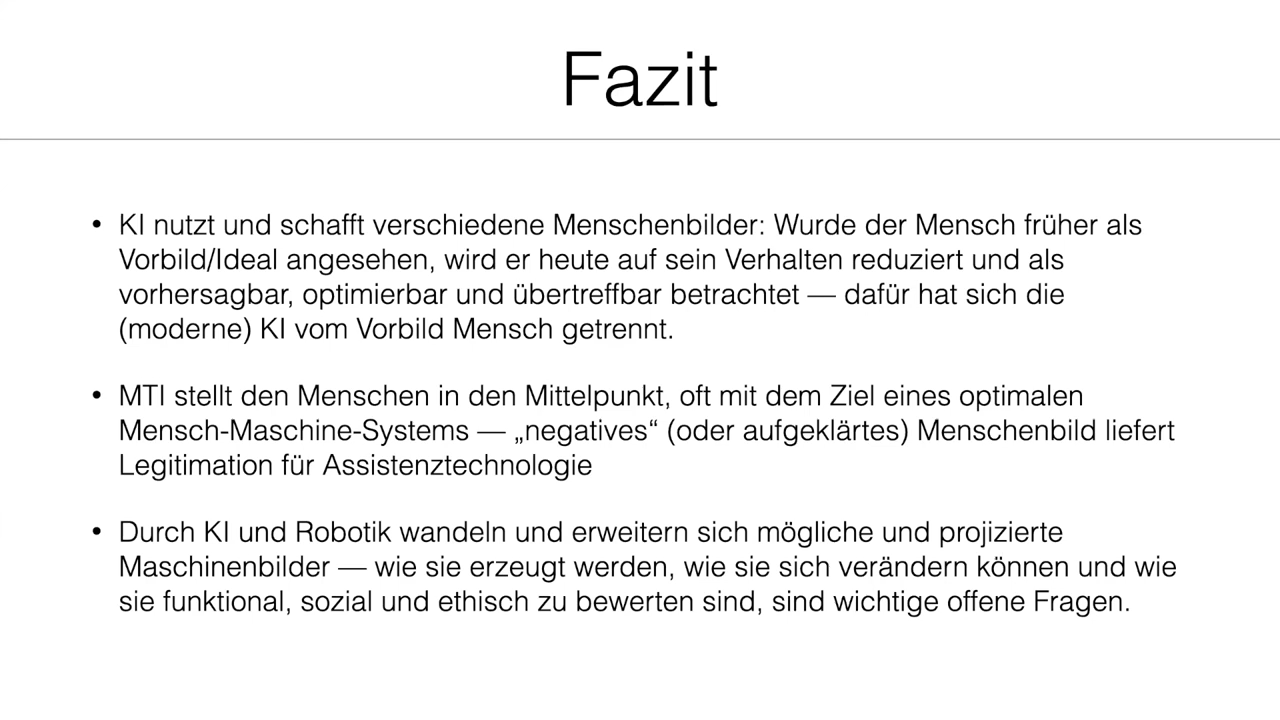 Fazit
• KI nutzt und schafft verschiedene Menschenbilder: Wurde der Mensch früher als
Vorbild/Ideal angesehen, wird er heute auf sein Verhalten reduziert und als
vorhersagbar, optimierbar und übertreffbar betrachtet — dafür hat sich die
(moderne) KI vom Vorbild Mensch getrennt.
• MTI stellt den Menschen in den Mittelpunkt, oft mit dem Ziel eines optimalen
Mensch-Maschine-Systems — „negatives“ (oder aufgeklärtes) Menschenbild liefert
Legitimation für Assistenztechnologie
• Durch KI und Robotik wandeln und erweitern sich mögliche und projizierte
Maschinenbilder — wie sie erzeugt werden, wie sie sich verändern können und wie
sie funktional, sozial und ethisch zu bewerten sind, sind wichtige offene Fragen.